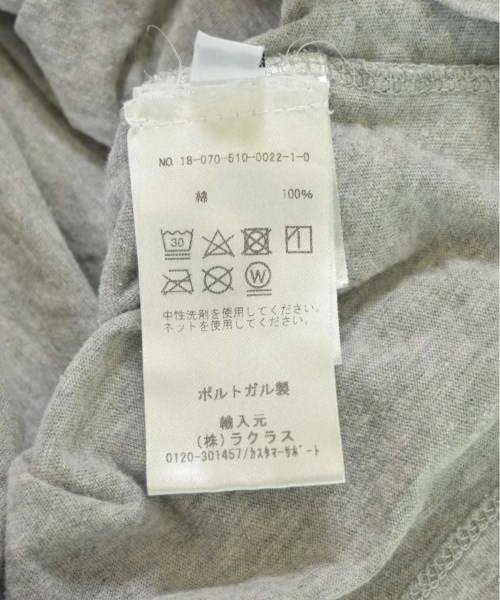 NO. 18-070-510-0022-1-0
綿 100%
30
W
中性洗剤を使用してください。
ネットを使用してください。
ポルトガル製
輸入元
(株)ラクラス
0120-301457/カスタマーサポート